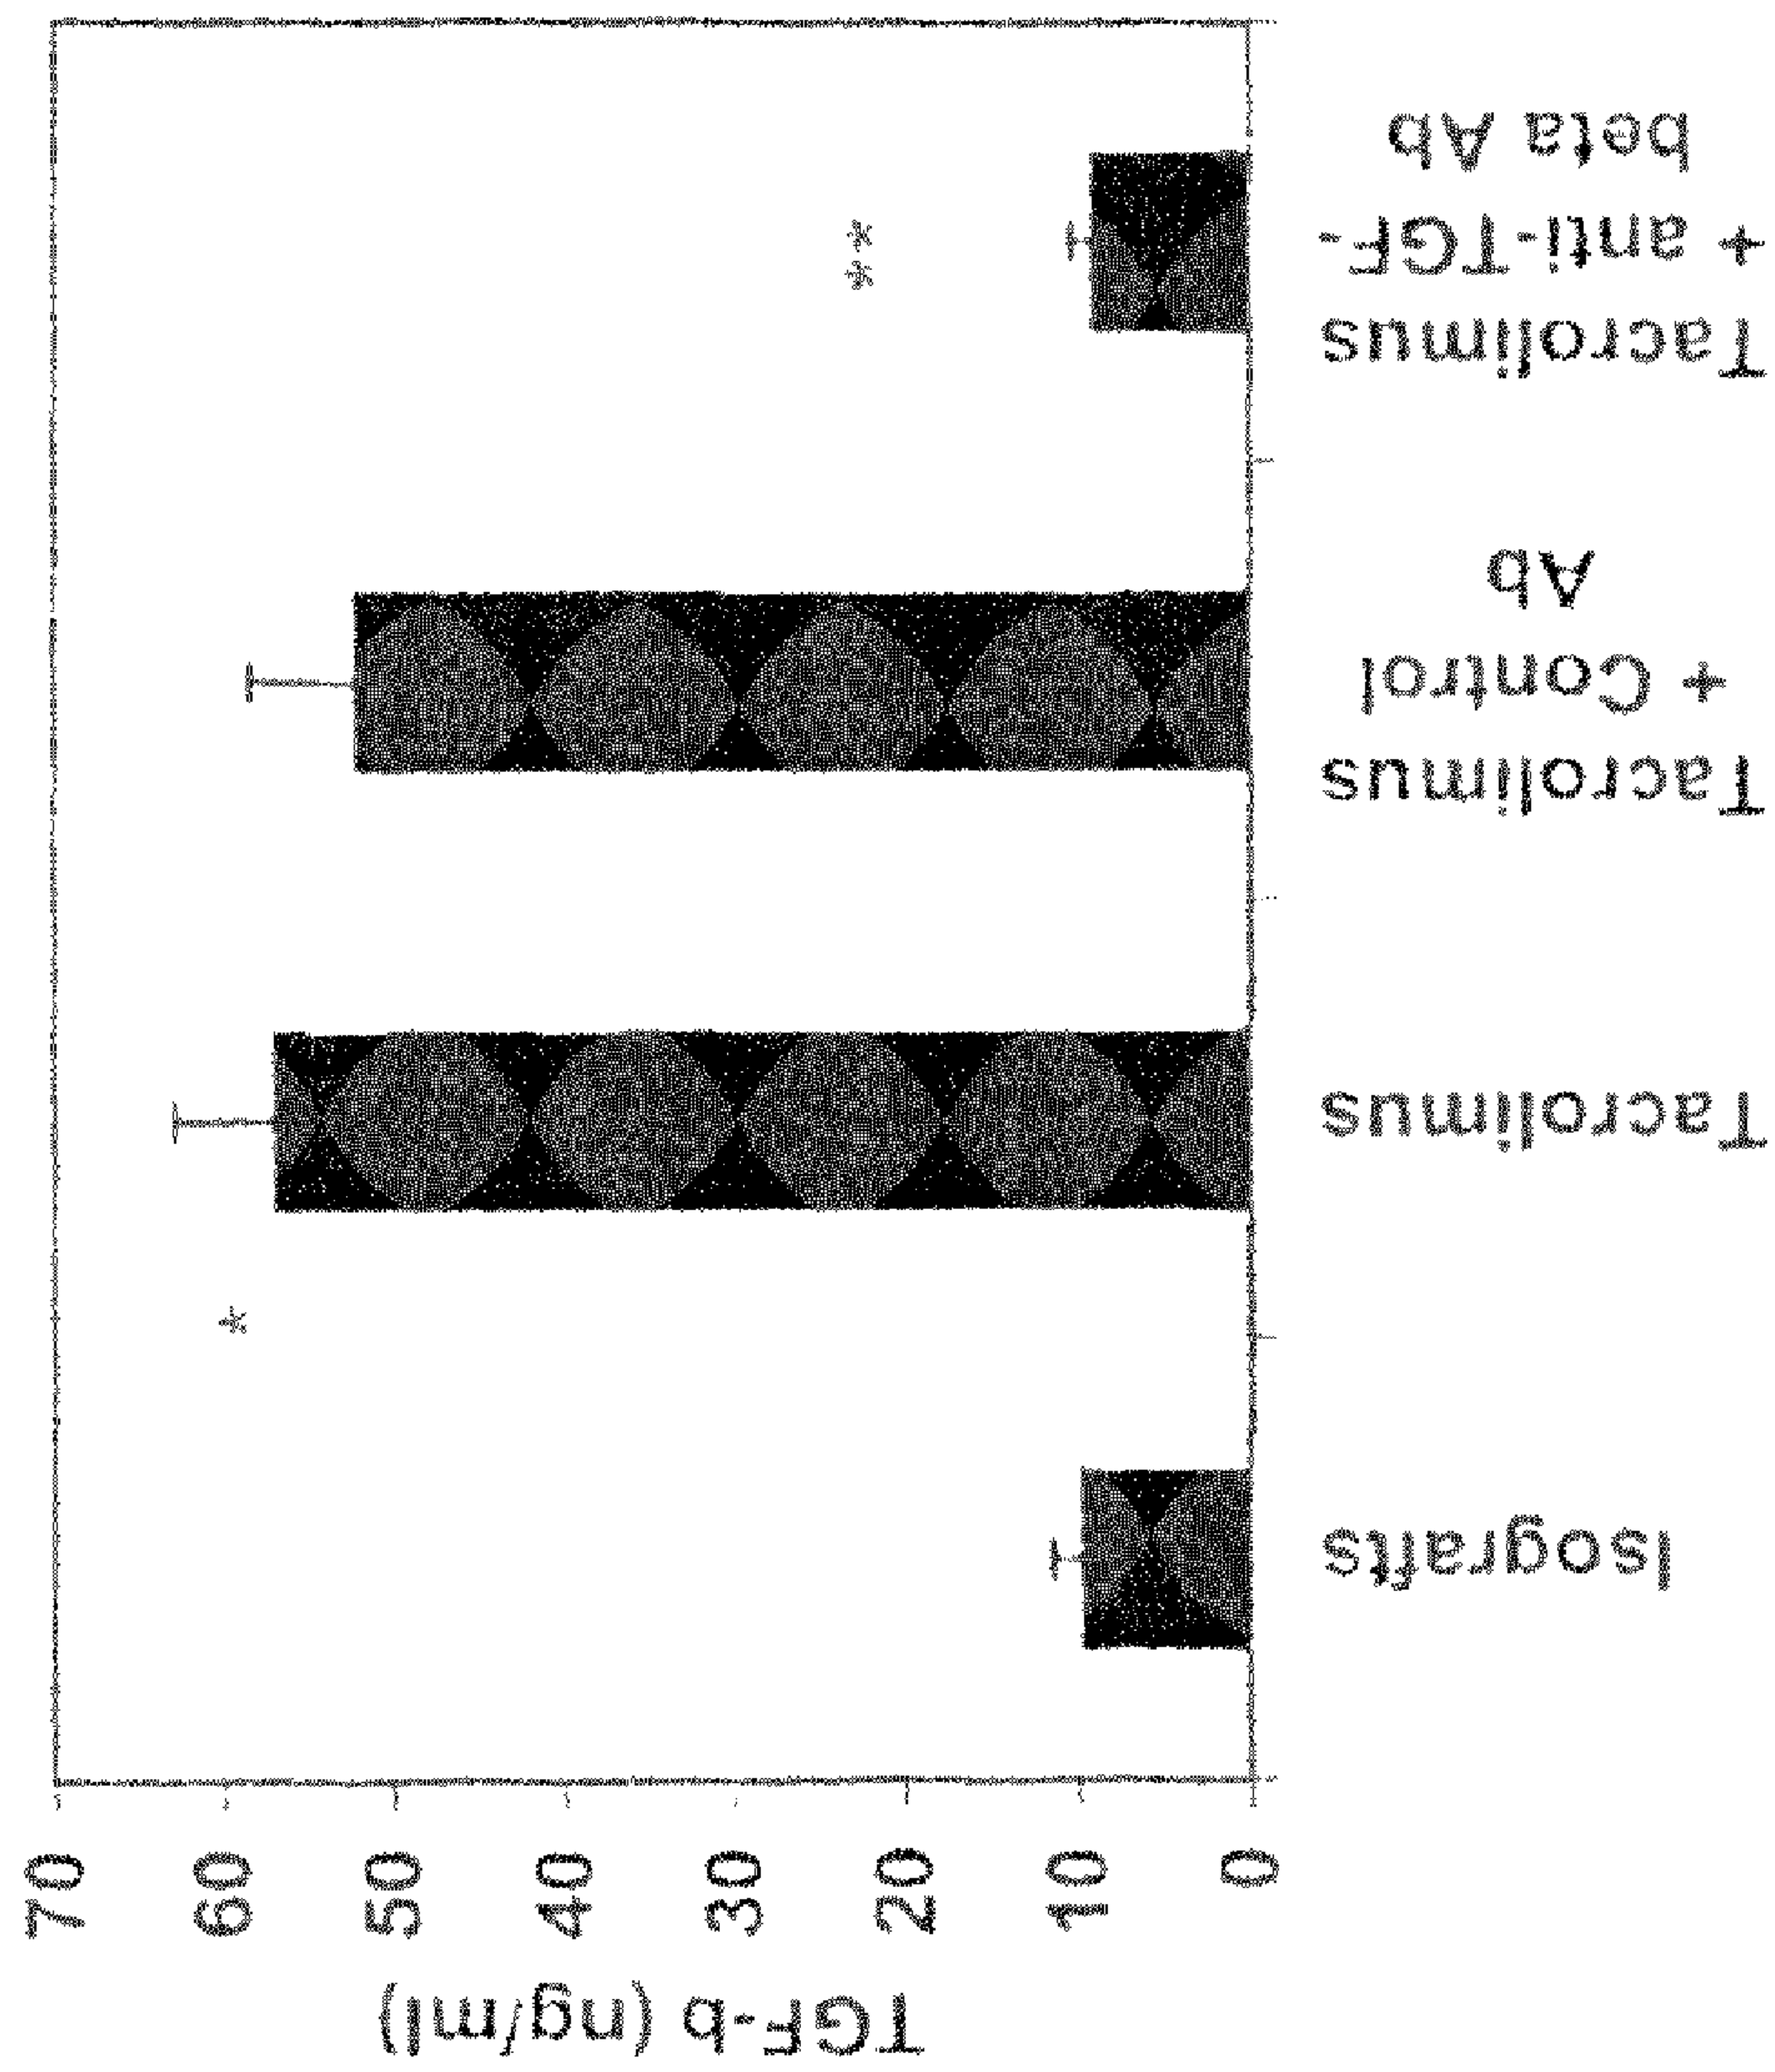 TGF-b (ng/ml)
70
60
50
40
30
20
10
0
*
**
Isografts
Tacrolimus
Tacrolimus
+ Control
Ab
Tacrolimus
+ anti-TGF-
beta Ab